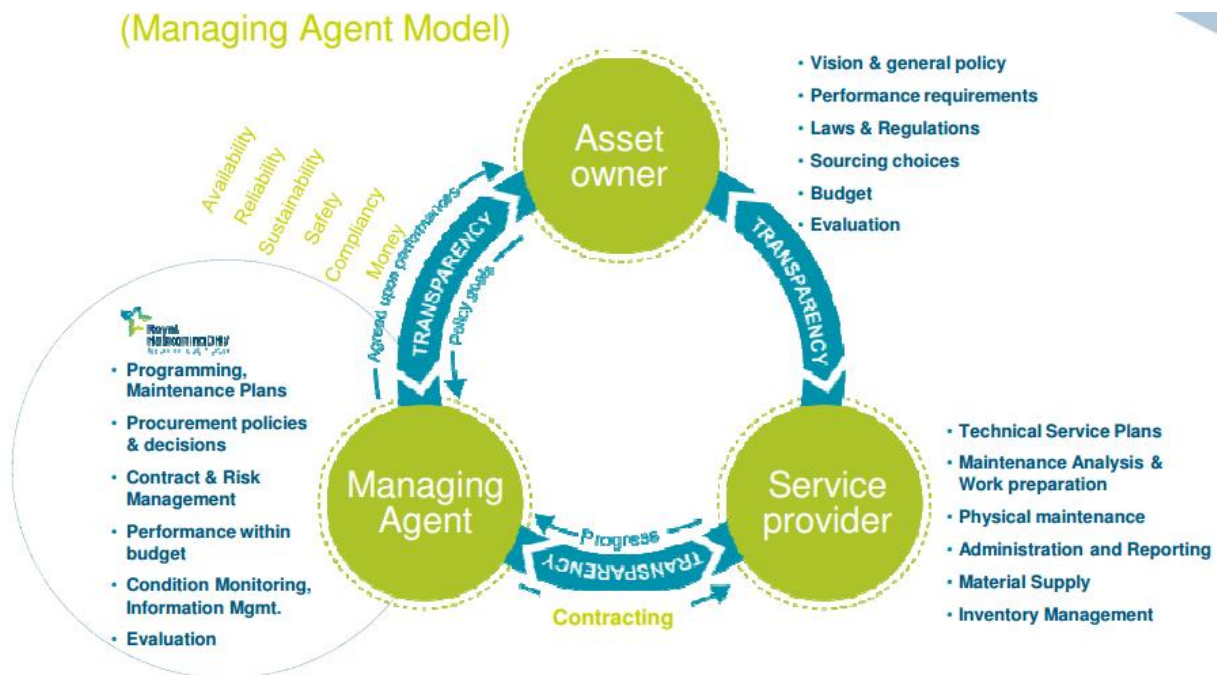 (Managing Agent Model)
Asset
owner
• Vision & general policy
• Performance requirements
• Laws & Regulations
• Sourcing choices
• Budget
• Evaluation
Availability
Reliability
Sustainability
Safety
Compliancy
Money
Agreed upon performances
TRANSPARENCY
Policy goals
TRANSPARENCY
Royal
HaskoningDHV
• Programming,
Maintenance Plans
• Procurement policies
& decisions
• Contract & Risk
Management
• Performance within
budget
• Condition Monitoring,
Information Mgmt.
• Evaluation
Managing
Agent
Service
provider
• Technical Service Plans
• Maintenance Analysis &
Work preparation
• Physical maintenance
• Administration and Reporting
• Material Supply
• Inventory Management
Progress
TRANSPARENCY
Contracting